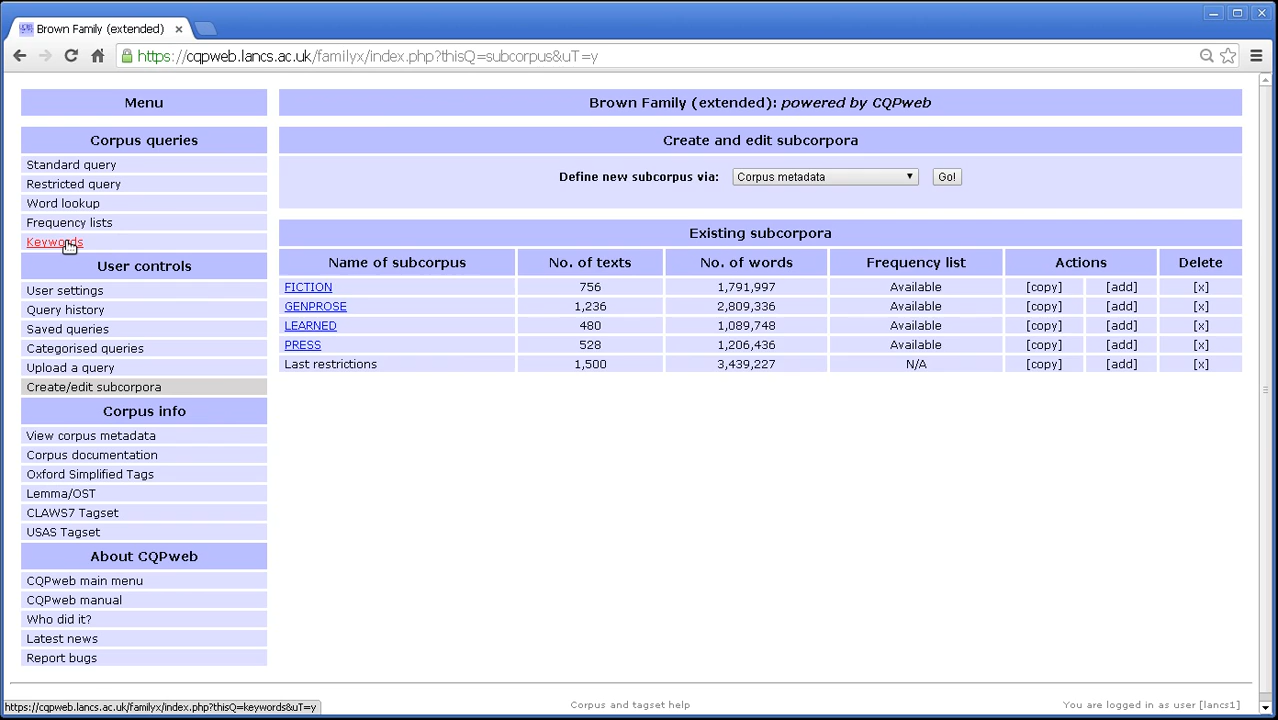 Brown Family (extended)
https://cqpweb.lancs.ac.uk/familyx/index.php?thisQ=subcorpus&uT=y
Menu
Brown Family (extended): powered by CQPweb
Corpus queries
Standard query
Restricted query
Word lookup
Frequency lists
Keywords
User controls
User settings
Query history
Saved queries
Categorised queries
Upload a query
Create/edit subcorpora
Corpus info
View corpus metadata
Corpus documentation
Oxford Simplified Tags
Lemma/OST
CLAWS7 Tagset
USAS Tagset
About CQPweb
CQPweb main menu
CQPweb manual
Who did it?
Latest news
Report bugs
Create and edit subcorpora
Define new subcorpus via: Corpus metadata Go!
Existing subcorpora
Name of subcorpus No. of texts No. of words Frequency list Actions Delete
FICTION 756 1,791,997 Available [copy] [add] [x]
GENPROSE 1,236 2,809,336 Available [copy] [add] [x]
LEARNED 480 1,089,748 Available [copy] [add] [x]
PRESS 528 1,206,436 Available [copy] [add] [x]
Last restrictions 1,500 3,439,227 N/A [copy] [add] [x]
https://cqpweb.lancs.ac.uk/familyx/index.php?thisQ=keywords&uT=y
Corpus and tagset help
You are logged in as user [lancs1]